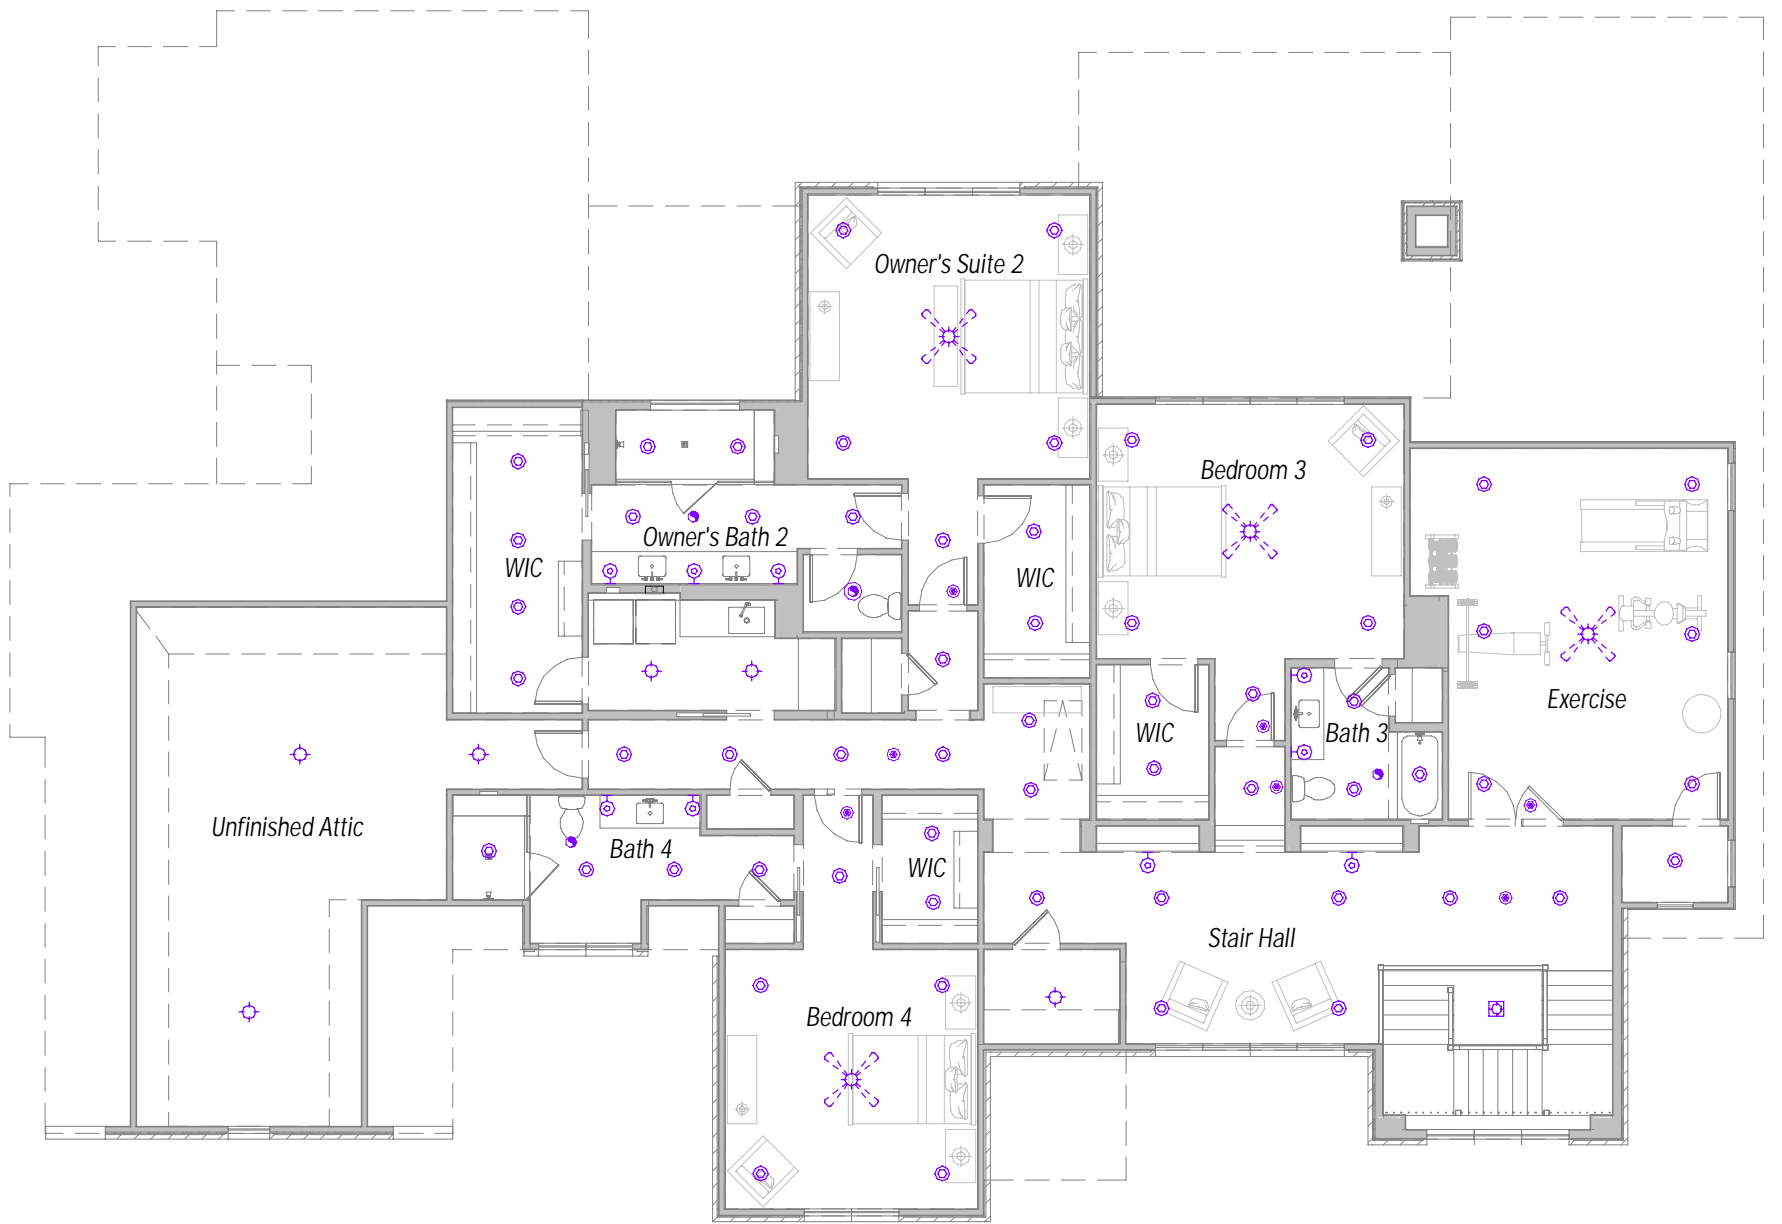 Owner's Suite 2
Bedroom 3
Owner's Bath 2
WIC
WIC
Exercise
WIC
Bath 3
Unfinished Attic
Bath 4
WIC
Stair Hall
Bedroom 4